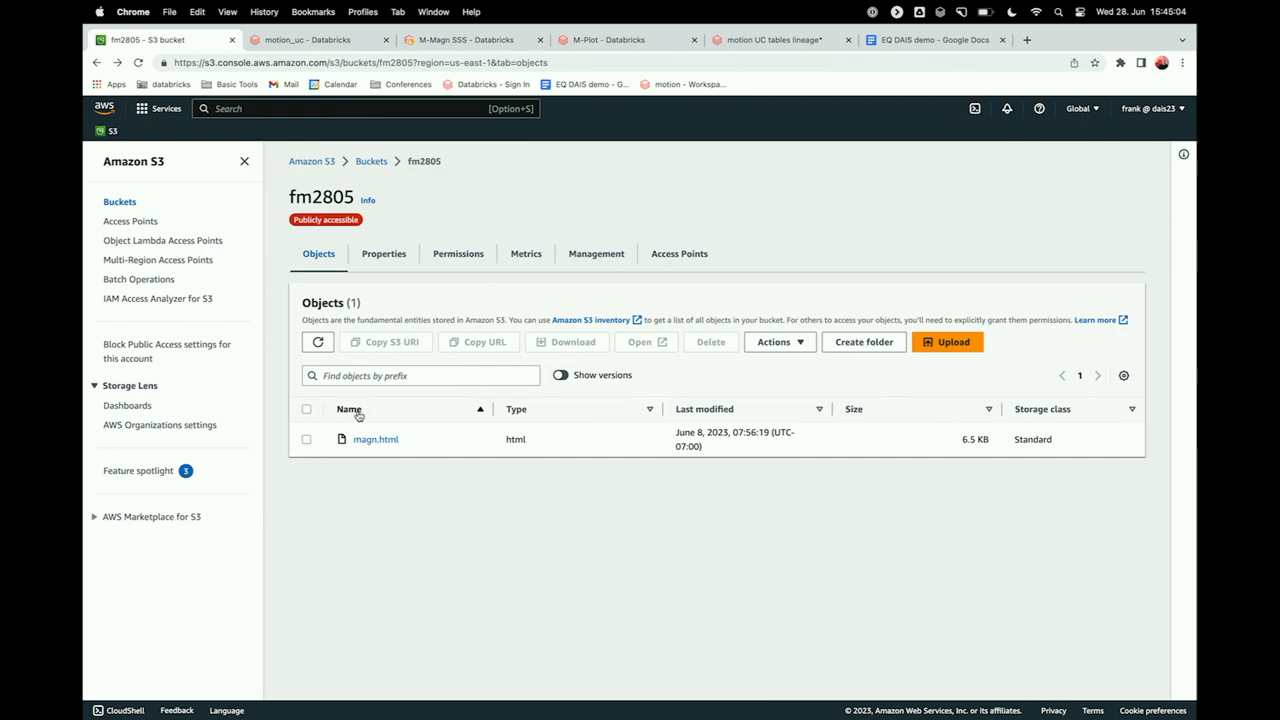 Chrome File Edit View History Bookmarks Profiles Tab Window Help Wed 28. Jun 15:45:04
fm2805 - S3 bucket motion_uc - Databricks M-Magn SSS - Databricks M-Plot - Databricks motion UC tables lineage* EQ DAIS demo - Google Docs
https://s3.console.aws.amazon.com/s3/buckets/fm2805?region=us-east-1&tab=objects
Apps databricks Basic Tools Mail Calendar Conferences Databricks - Sign In EQ DAIS demo - G... motion - Workspa...
aws Services Search [Option+S] Global frank @ dais23
S3
Amazon S3
Buckets
Access Points
Object Lambda Access Points
Multi-Region Access Points
Batch Operations
IAM Access Analyzer for S3
Block Public Access settings for
this account
Storage Lens
Dashboards
AWS Organizations settings
Feature spotlight 3
AWS Marketplace for S3
Amazon S3 Buckets fm2805
fm2805 Info
Publicly accessible
Objects Properties Permissions Metrics Management Access Points
Objects (1)
Objects are the fundamental entities stored in Amazon S3. You can use Amazon S3 inventory to get a list of all objects in your bucket. For others to access your objects, you'll need to explicitly grant them permissions. Learn more
Copy S3 URI Copy URL Download Open Delete Actions Create folder Upload
Find objects by prefix Show versions 1
Name Type Last modified Size Storage class
magn.html html June 8, 2023, 07:56:19 (UTC-
07:00) 6.5 KB Standard
CloudShell Feedback Language © 2023, Amazon Web Services, Inc. or its affiliates. Privacy Terms Cookie preferences